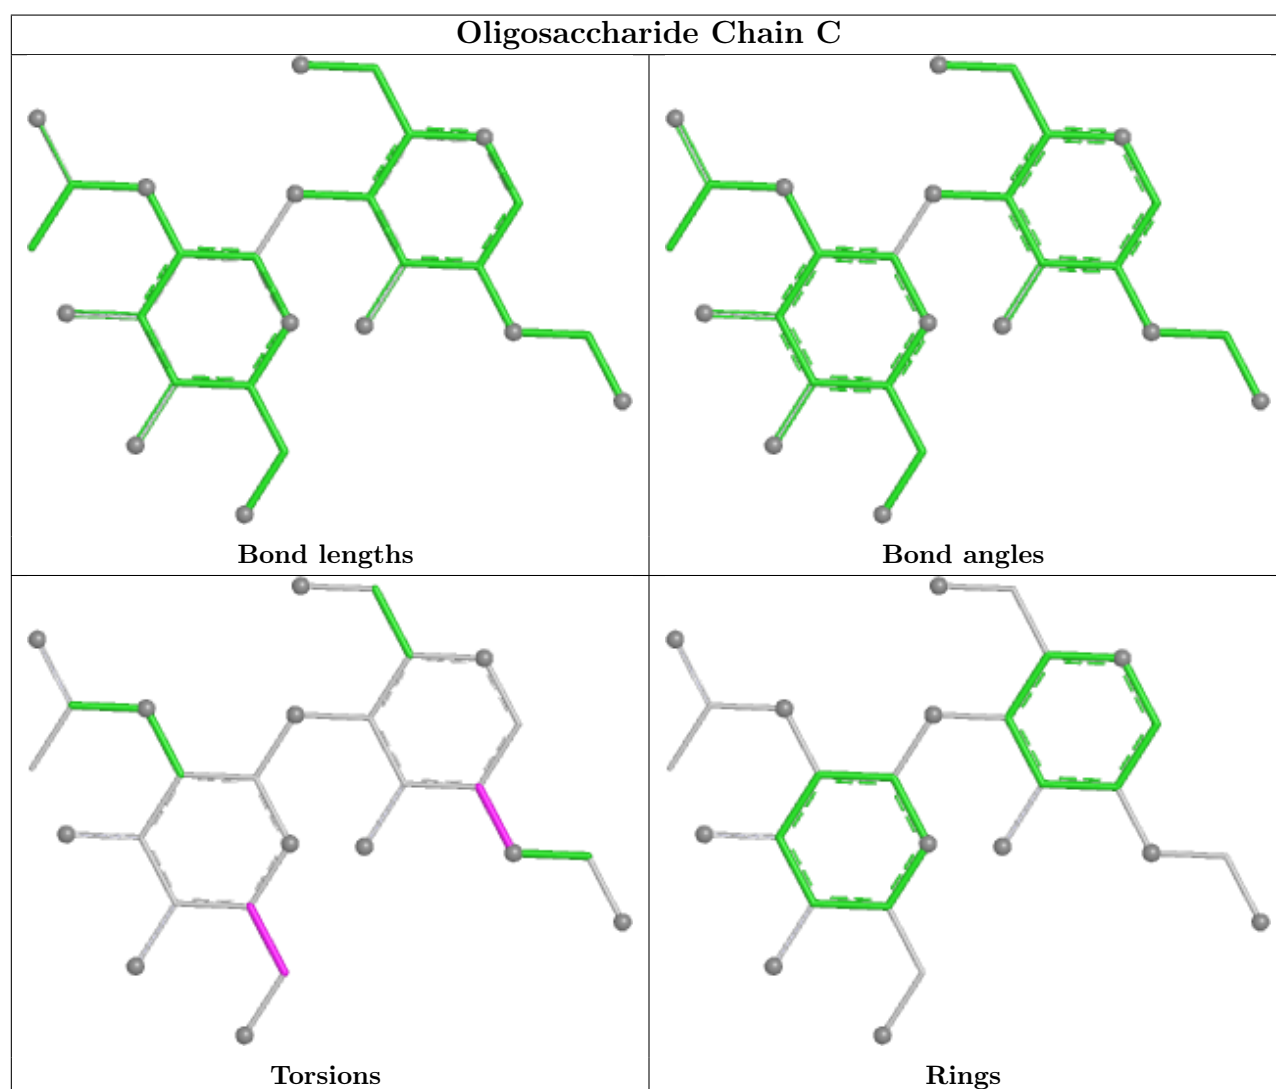 Oligosaccharide Chain C
Bond lengths
Bond angles
Torsions
Rings